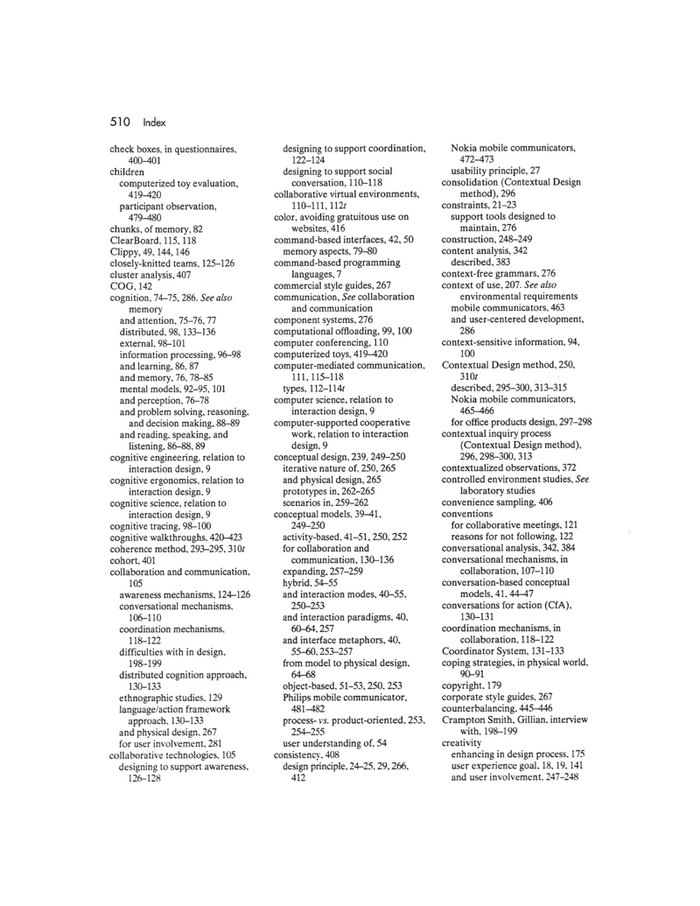 510 Index
check boxes, in questionnaires,
400–401
children
computerized toy evaluation,
419–420
participant observation,
479–480
chunks, of memory, 82
ClearBoard, 115, 118
Clippy, 49, 144, 146
closely-knitted teams, 125–126
cluster analysis, 407
COG, 142
cognition, 74–75, 286. See also
memory
and attention, 75–76, 77
distributed, 98, 133–136
external, 98–101
information processing, 96–98
and learning, 86, 87
and memory, 76, 78–85
mental models, 92–95, 101
and perception, 76–78
and problem solving, reasoning,
and decision making, 88–89
and reading, speaking, and
listening, 86–88, 89
cognitive engineering, relation to
interaction design, 9
cognitive ergonomics, relation to
interaction design, 9
cognitive science, relation to
interaction design, 9
cognitive tracing, 98–100
cognitive walkthroughs, 420–423
coherence method, 293–295, 310t
cohort, 401
collaboration and communication,
105
awareness mechanisms, 124–126
conversational mechanisms,
106–110
coordination mechanisms,
118–122
difficulties with in design,
198–199
distributed cognition approach,
130–133
ethnographic studies, 129
language/action framework
approach, 130–133
and physical design, 267
for user involvement, 281
collaborative technologies, 105
designing to support awareness,
126–128
designing to support coordination,
122–124
designing to support social
conversation, 110–118
collaborative virtual environments,
110–111, 112t
color, avoiding gratuitous use on
websites, 416
command-based interfaces, 42, 50
memory aspects, 79–80
command-based programming
languages, 7
commercial style guides, 267
communication, See collaboration
and communication
component systems, 276
computational offloading, 99, 100
computer conferencing, 110
computerized toys, 419–420
computer-mediated communication,
111, 115–118
types, 112–114t
computer science, relation to
interaction design, 9
computer-supported cooperative
work, relation to interaction
design, 9
conceptual design, 239, 249–250
iterative nature of, 250, 265
and physical design, 265
prototypes in, 262–265
scenarios in, 259–262
conceptual models, 39–41,
249–250
activity-based, 41–51, 250, 252
for collaboration and
communication, 130–136
expanding, 257–259
hybrid, 54–55
and interaction modes, 40–55,
250–253
and interaction paradigms, 40,
60–64, 257
and interface metaphors, 40,
55–60, 253–257
from model to physical design,
64–68
object-based, 51–53, 250, 253
Philips mobile communicator,
481–482
process- vs. product-oriented, 253,
254–255
user understanding of, 54
consistency, 408
design principle, 24–25, 29, 266,
412
Nokia mobile communicators,
472–473
usability principle, 27
consolidation (Contextual Design
method), 296
constraints, 21–23
support tools designed to
maintain, 276
construction, 248–249
content analysis, 342
described, 383
context-free grammars, 276
context of use, 207. See also
environmental requirements
mobile communicators, 463
and user-centered development,
286
context-sensitive information, 94,
100
Contextual Design method, 250,
310t
described, 295–300, 313–315
Nokia mobile communicators,
465–466
for office products design, 297–298
contextual inquiry process
(Contextual Design method),
296, 298–300, 313
contextualized observations, 372
controlled environment studies, See
laboratory studies
convenience sampling, 406
conventions
for collaborative meetings, 121
reasons for not following, 122
conversational analysis, 342, 384
conversational mechanisms, in
collaboration, 107–110
conversation-based conceptual
models, 41, 44–47
conversations for action (CfA),
130–131
coordination mechanisms, in
collaboration, 118–122
Coordinator System, 131–133
coping strategies, in physical world,
90–91
copyright, 179
corporate style guides, 267
counterbalancing, 445–446
Crampton Smith, Gillian, interview
with, 198–199
creativity
enhancing in design process, 175
user experience goal, 18, 19, 141
and user involvement, 247–248